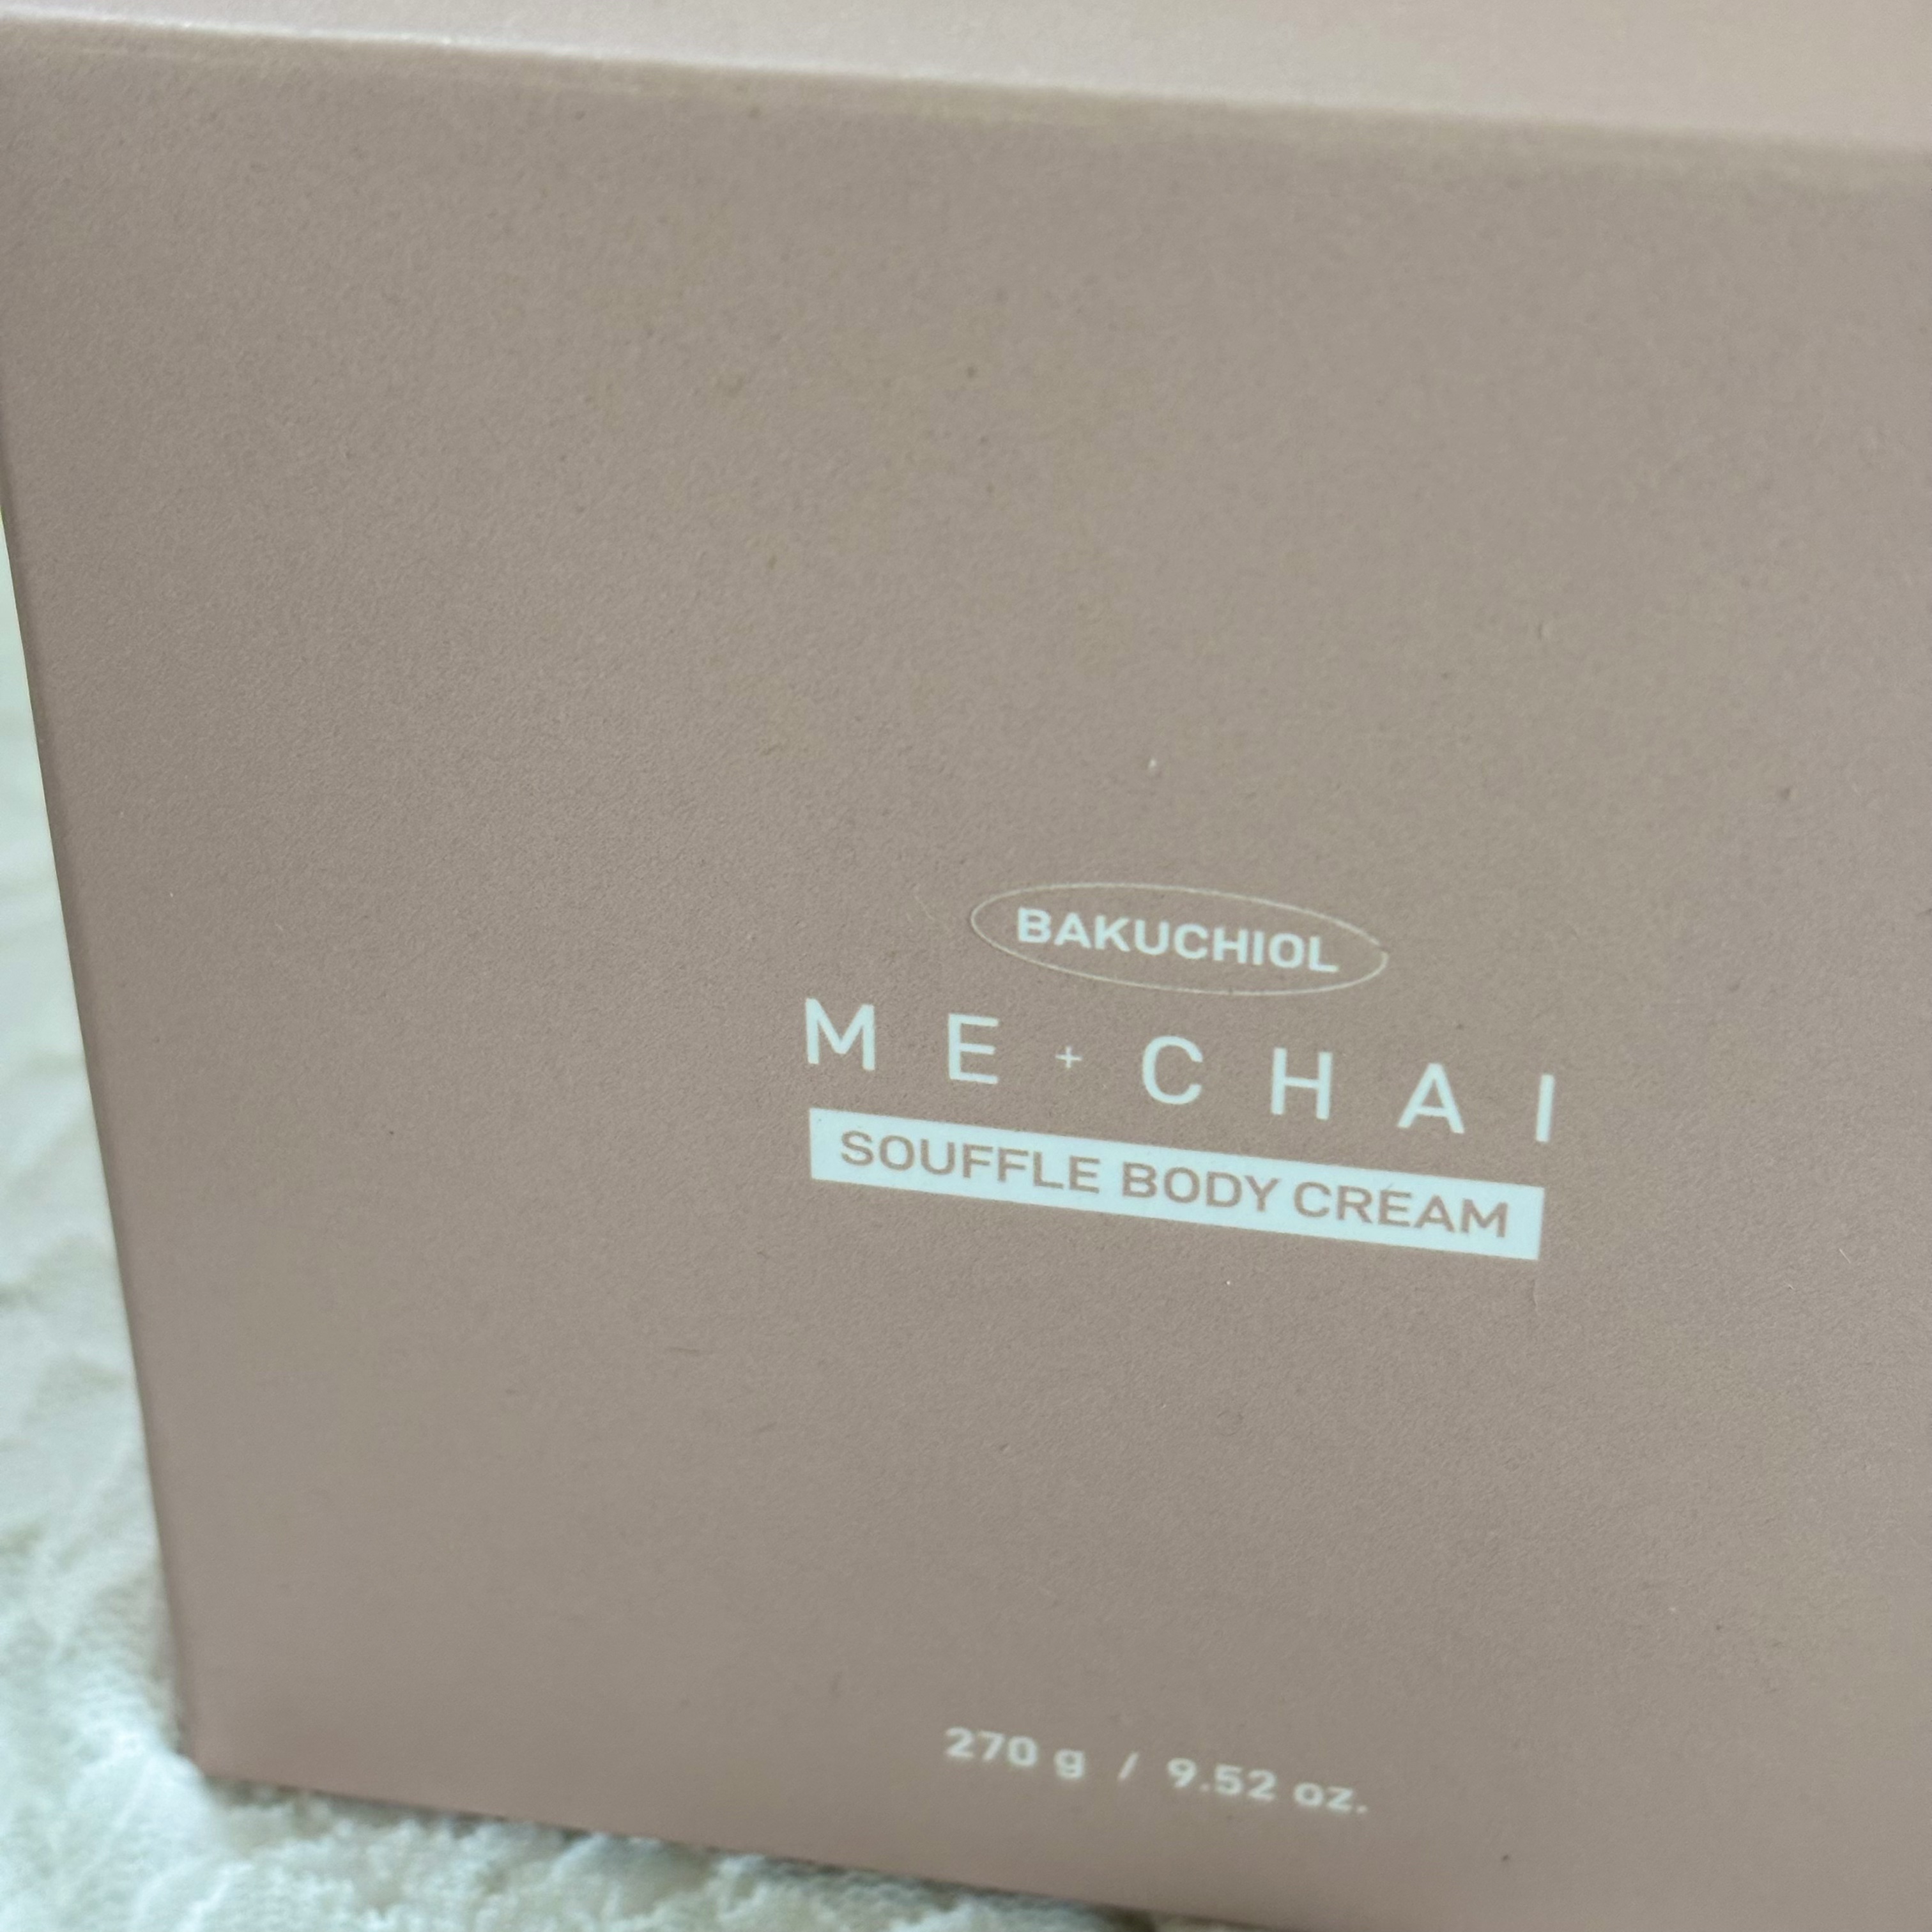 BAKUCHIOL
ME+CHAI
SOUFFLE BODY CREAM
270 g / 9.52 oz.